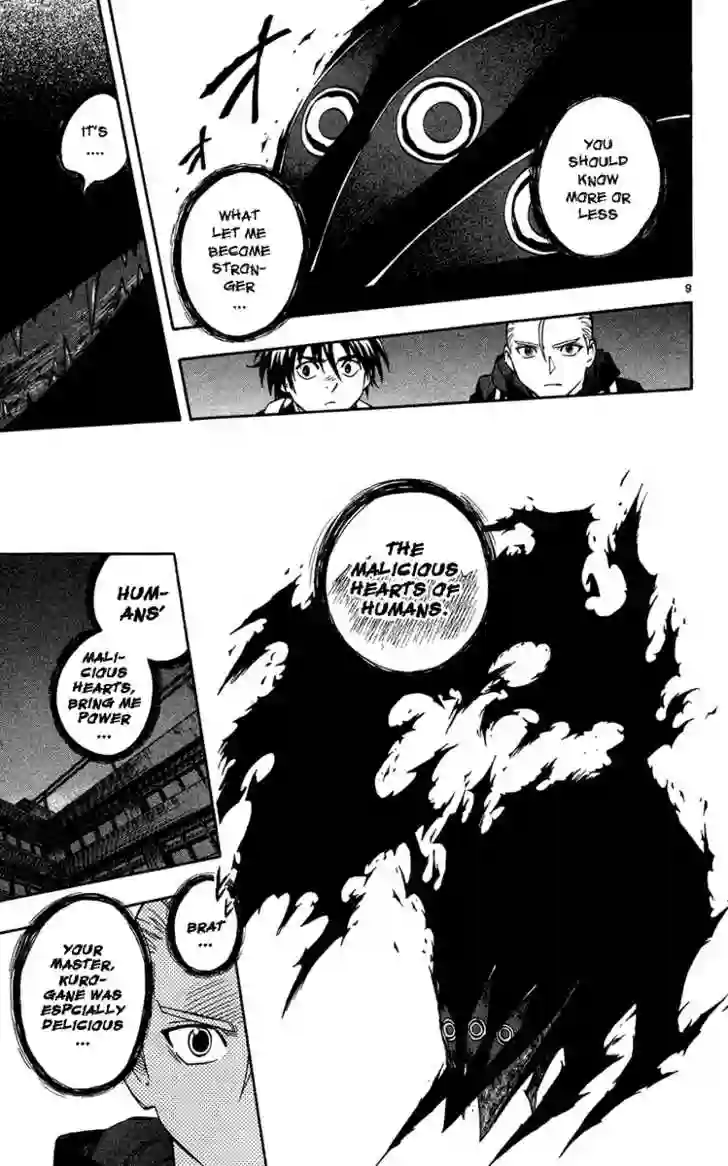 YOU
SHOULD
KNOW
MORE OR
LESS
WHAT
LET ME
BECOME
STRON-
GER
...
9
IT'S
....
THE
MALICIOUS
HEARTS OF
HUMANS.
HUM-
ANS'
MALI-
CIOUS
HEARTS,
BRING ME
POWER
...
BRAT
...
YOUR
MASTER,
KURO-
GANE WAS
ESPCIALLY
DELICIOUS
...